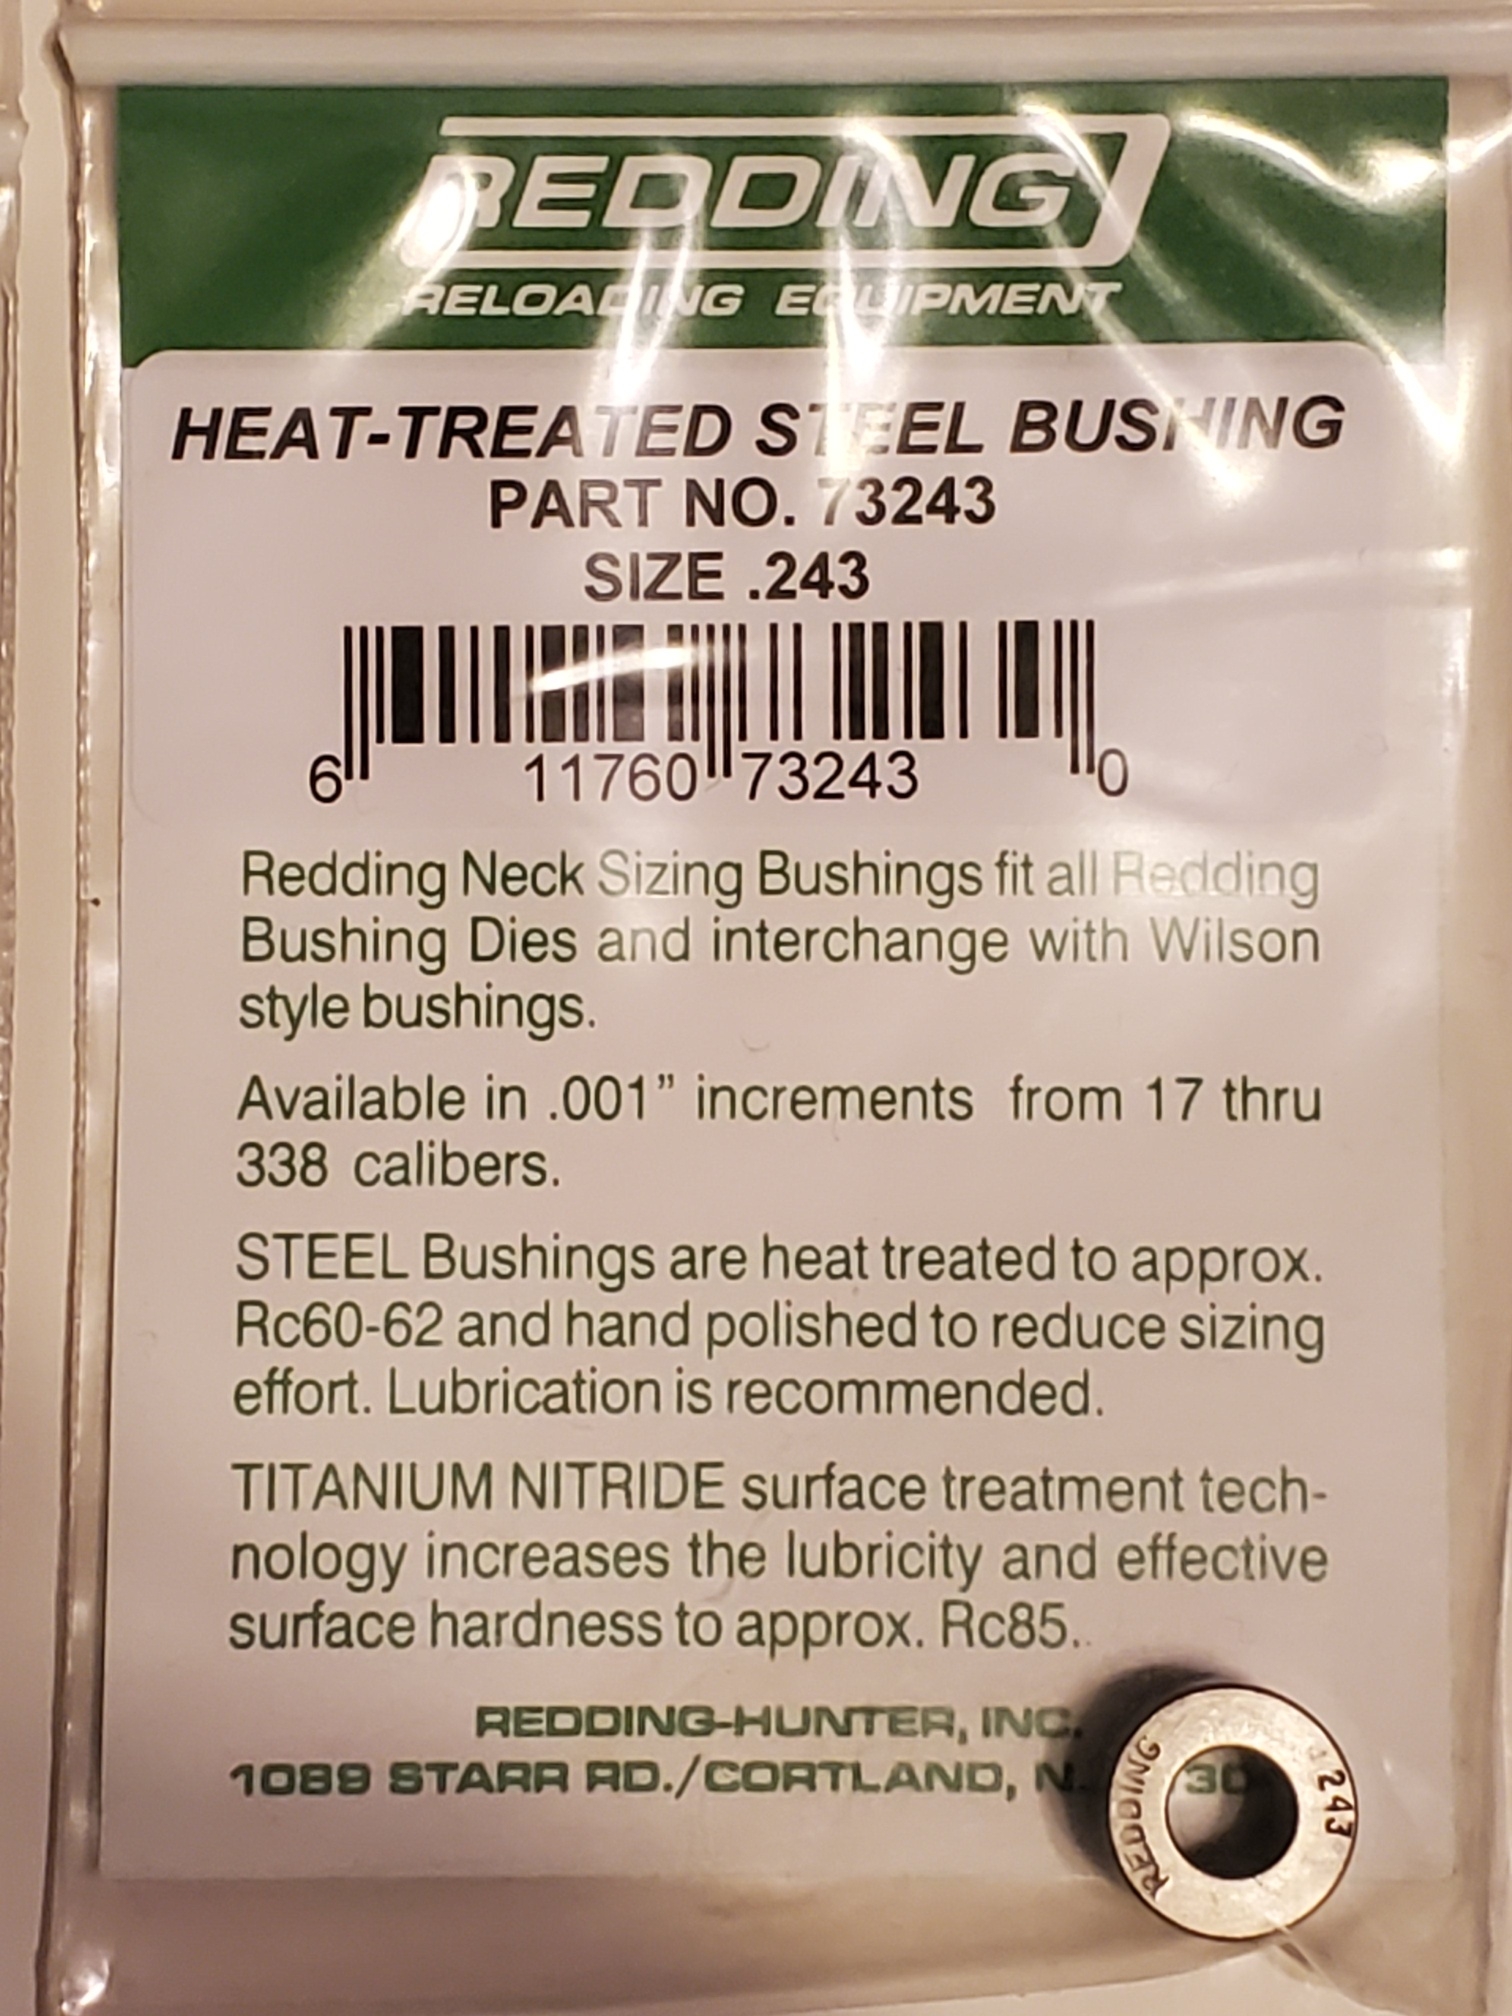 REDDING
RELOADING EQUIPMENT
HEAT-TREATED STEEL BUSHING
PART NO. 73243
SIZE .243
6 11760 73243 0
Redding Neck Sizing Bushings fit all Redding
Bushing Dies and interchange with Wilson
style bushings.
Available in .001” increments from 17 thru
338 calibers.
STEEL Bushings are heat treated to approx.
Rc60-62 and hand polished to reduce sizing
effort. Lubrication is recommended.
TITANIUM NITRIDE surface treatment tech-
nology increases the lubricity and effective
surface hardness to approx. Rc85.
REDDING-HUNTER, INC.
1089 STARR RD./CORTLAND, N.
REDDING
243